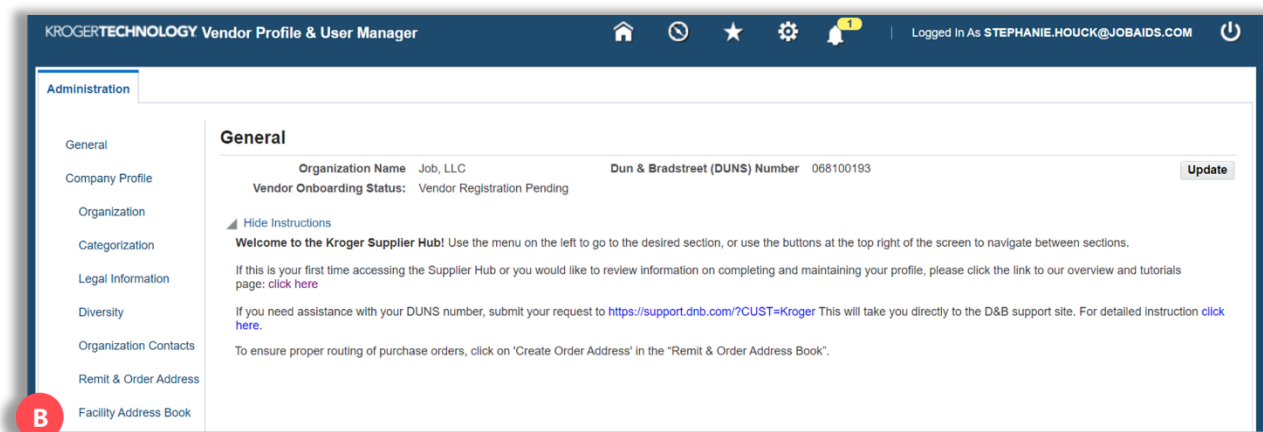 KROGERTECHNOLOGY. Vendor Profile & User Manager
1
Logged In As STEPHANIE.HOUCK@JOBAIDS.COM
Administration
General
Company Profile
Organization
Categorization
Legal Information
Diversity
Organization Contacts
Remit & Order Address
Facility Address Book
B
General
Organization Name Job, LLC Dun & Bradstreet (DUNS) Number 068100193
Update
Vendor Onboarding Status: Vendor Registration Pending
Hide Instructions
Welcome to the Kroger Supplier Hub! Use the menu on the left to go to the desired section, or use the buttons at the top right of the screen to navigate between sections.
If this is your first time accessing the Supplier Hub or you would like to review information on completing and maintaining your profile, please click the link to our overview and tutorials
page: click here
If you need assistance with your DUNS number, submit your request to https://support.dnb.com/?CUST=Kroger This will take you directly to the D&B support site. For detailed instruction click
here.
To ensure proper routing of purchase orders, click on 'Create Order Address' in the “Remit & Order Address Book”.